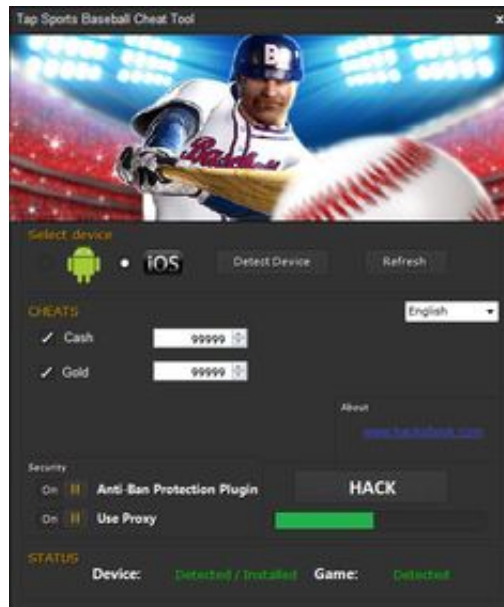 Tap Sports Baseball Cheat Tool x
B
Baseball
Select device
iOS Detect Device Refresh
CHEATS English
Cash 99999
Gold 99999
About
Security
On Anti-Ban Protection Plugin HACK
On Use Proxy
STATUS
Device: Detected / Installed Game: Detected